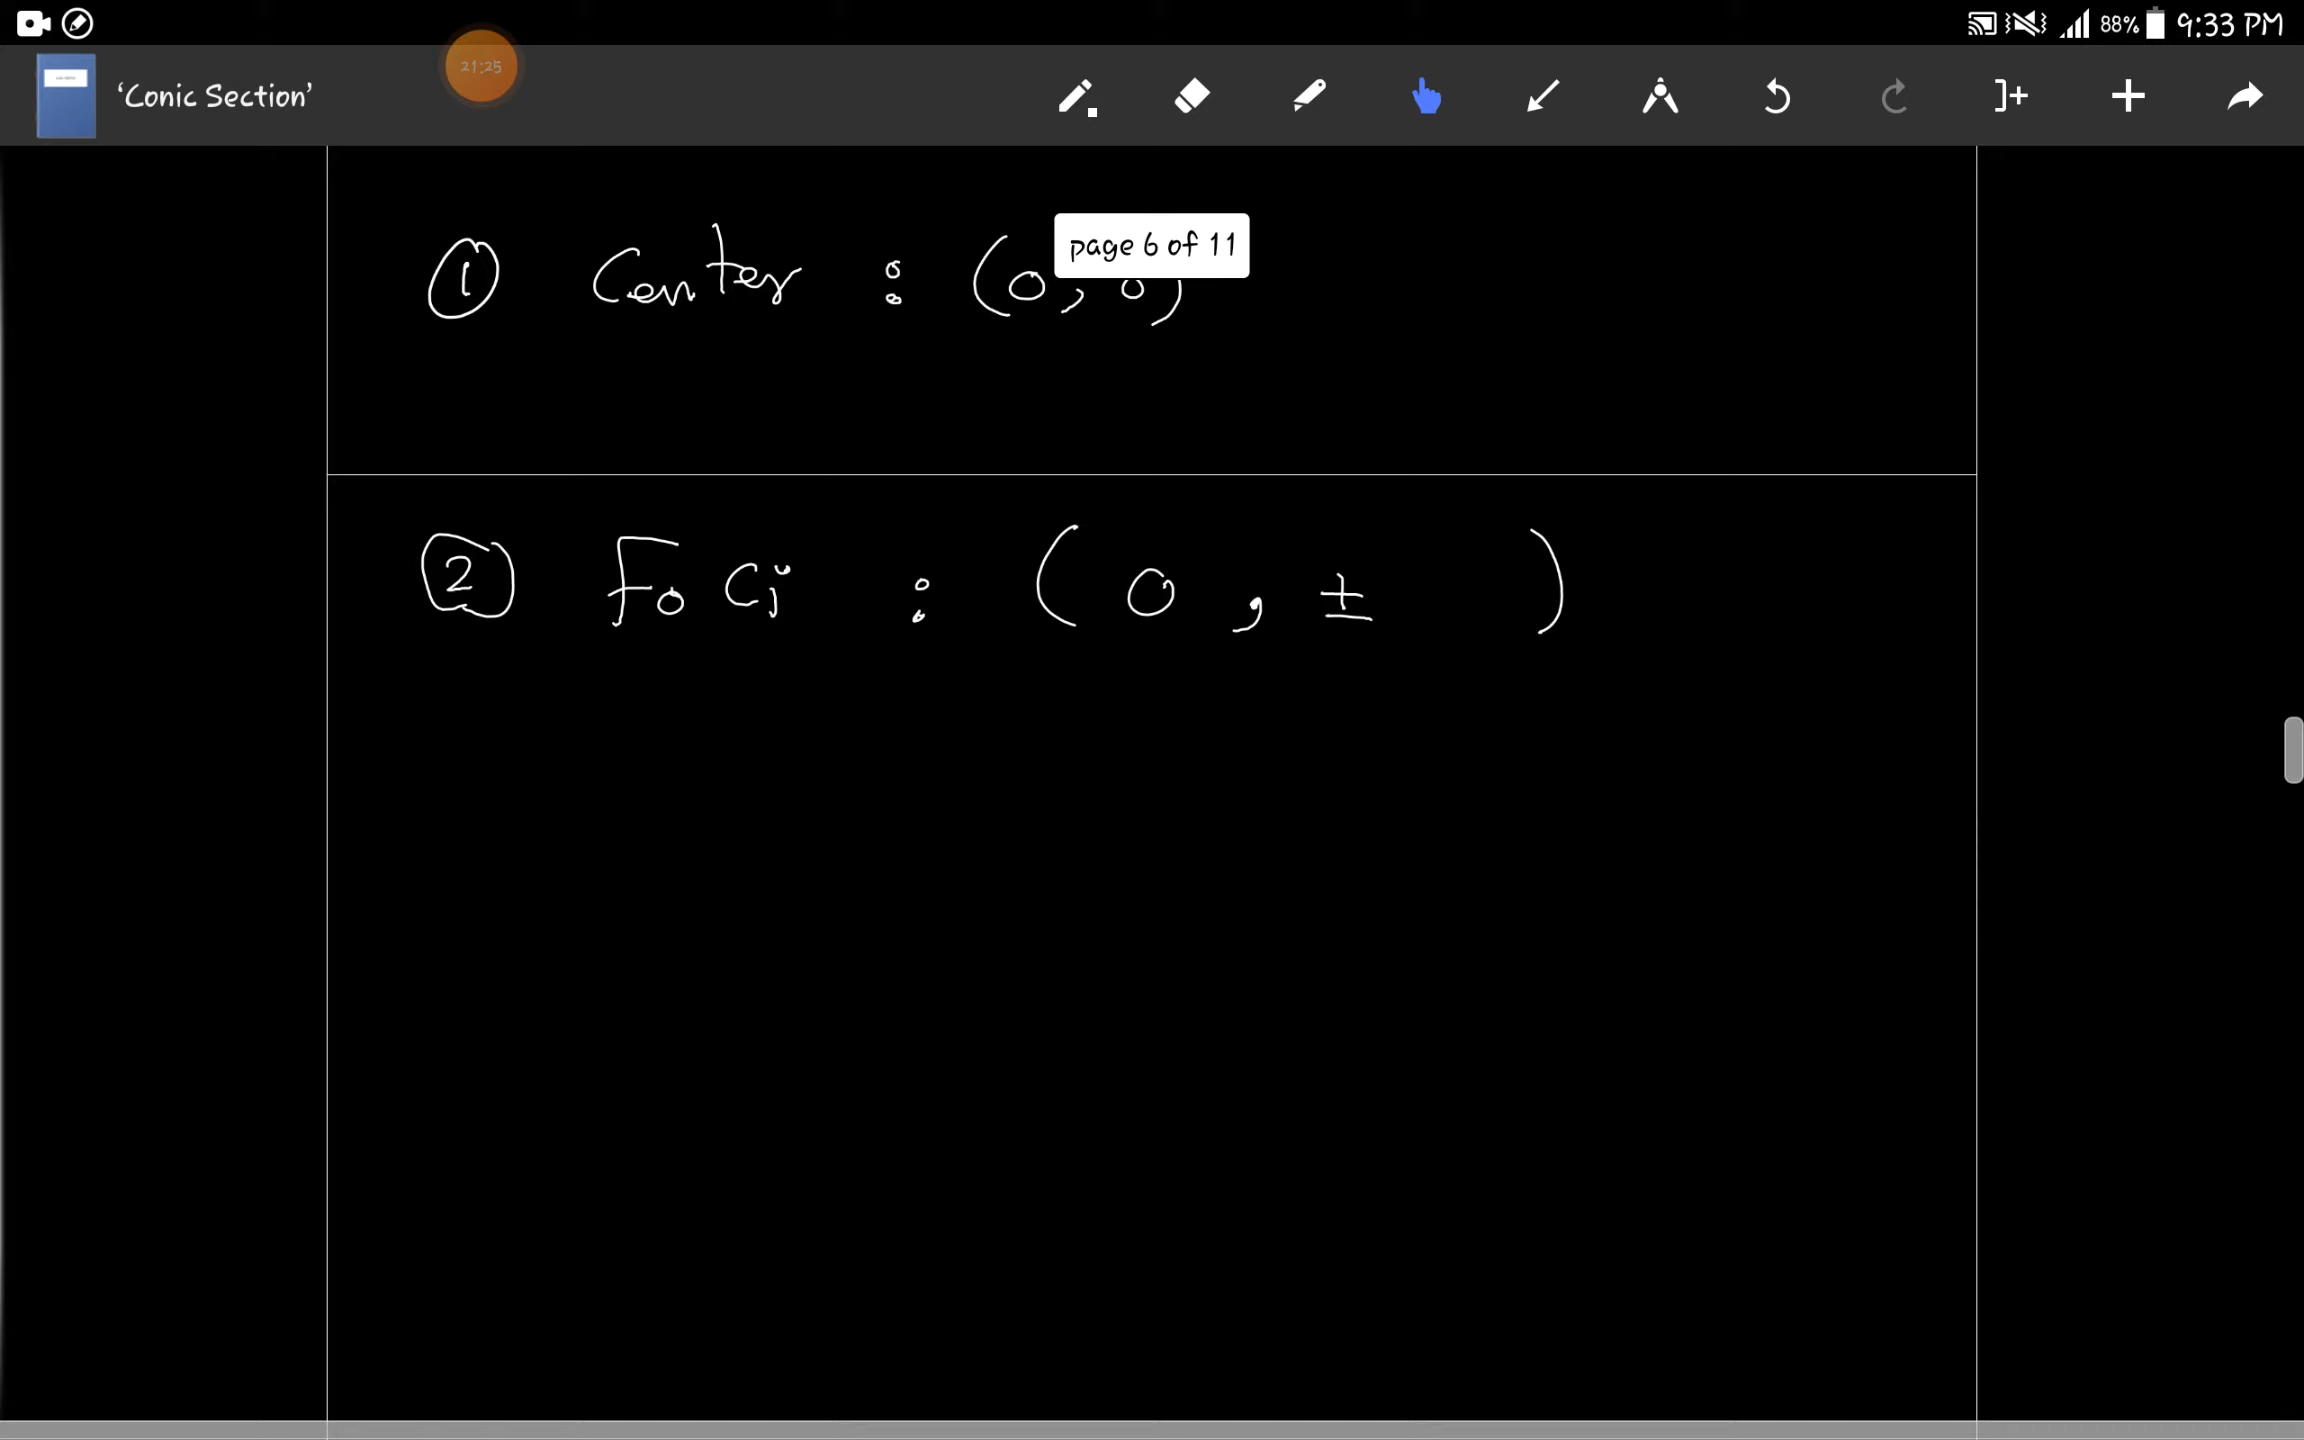 88% 9:33 PM
'Conic Section' 21:25 ]+
page 6 of 11
① Center : (0, 0)
② Foci : ( 0 , ± )